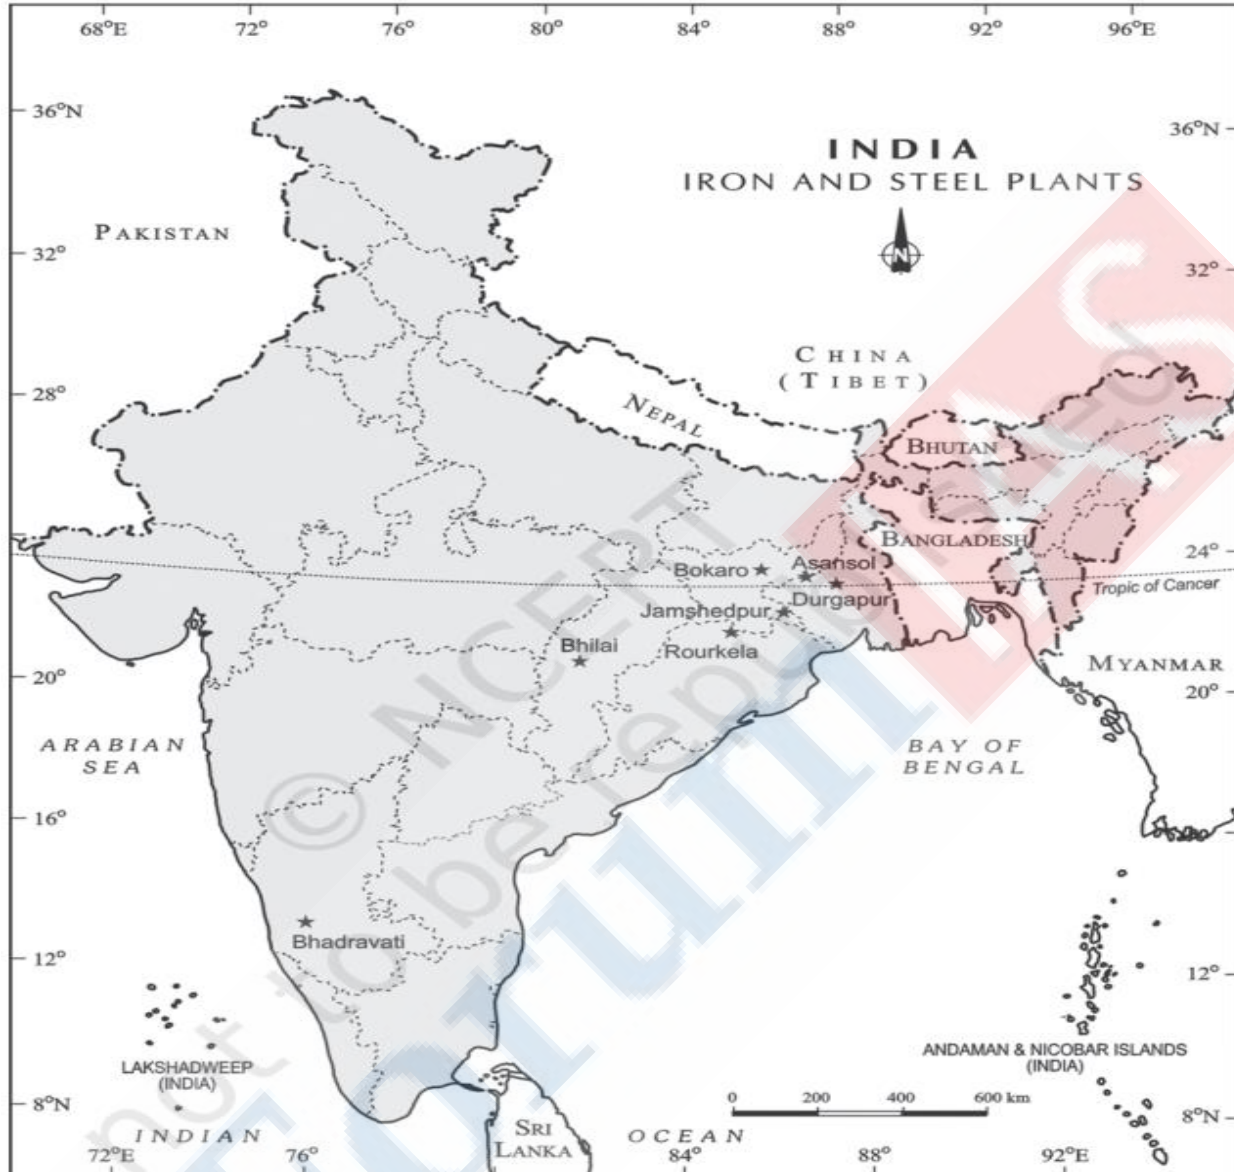 68°E 72° 76° 80° 84° 88° 92° 96°E
36°N
36°N
INDIA
IRON AND STEEL PLANTS
N
PAKISTAN
32°
32°
CHINA
(TIBET)
28°
NEPAL
BHUTAN
BANGLADESH
24°
Asansol
Bokaro
Tropic of Cancer
Durgapur
Jamshedpur
Bhilai
Rourkela
MYANMAR
20°
20°
ARABIAN
SEA
BAY OF
BENGAL
16°
Bhadravati
12°
12°
LAKSHADWEEP
(INDIA)
ANDAMAN & NICOBAR ISLANDS
(INDIA)
0 200 400 600 km
8°N
8°N
INDIAN OCEAN
SRI
LANKA
72°E 76° 84° 88° 92°E
© NCERT
not to be republished
Forum IAS